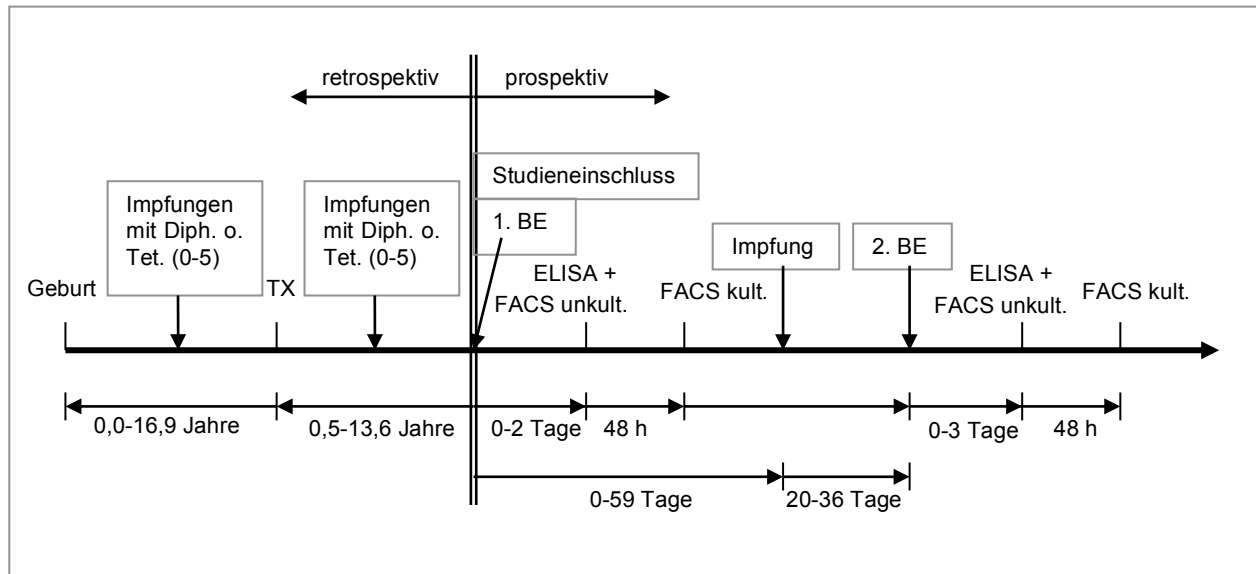 retrospektiv
prospektiv
Studieneinschluss
Impfungen
mit Diph. o.
Tet. (0-5)
Impfungen
mit Diph. o.
Tet. (0-5)
1. BE
Impfung
2. BE
Geburt
TX
ELISA +
FACS unkult.
FACS kult.
ELISA +
FACS unkult.
FACS kult.
0,0-16,9 Jahre
0,5-13,6 Jahre
0-2 Tage
48 h
0-3 Tage
48 h
0-59 Tage
20-36 Tage